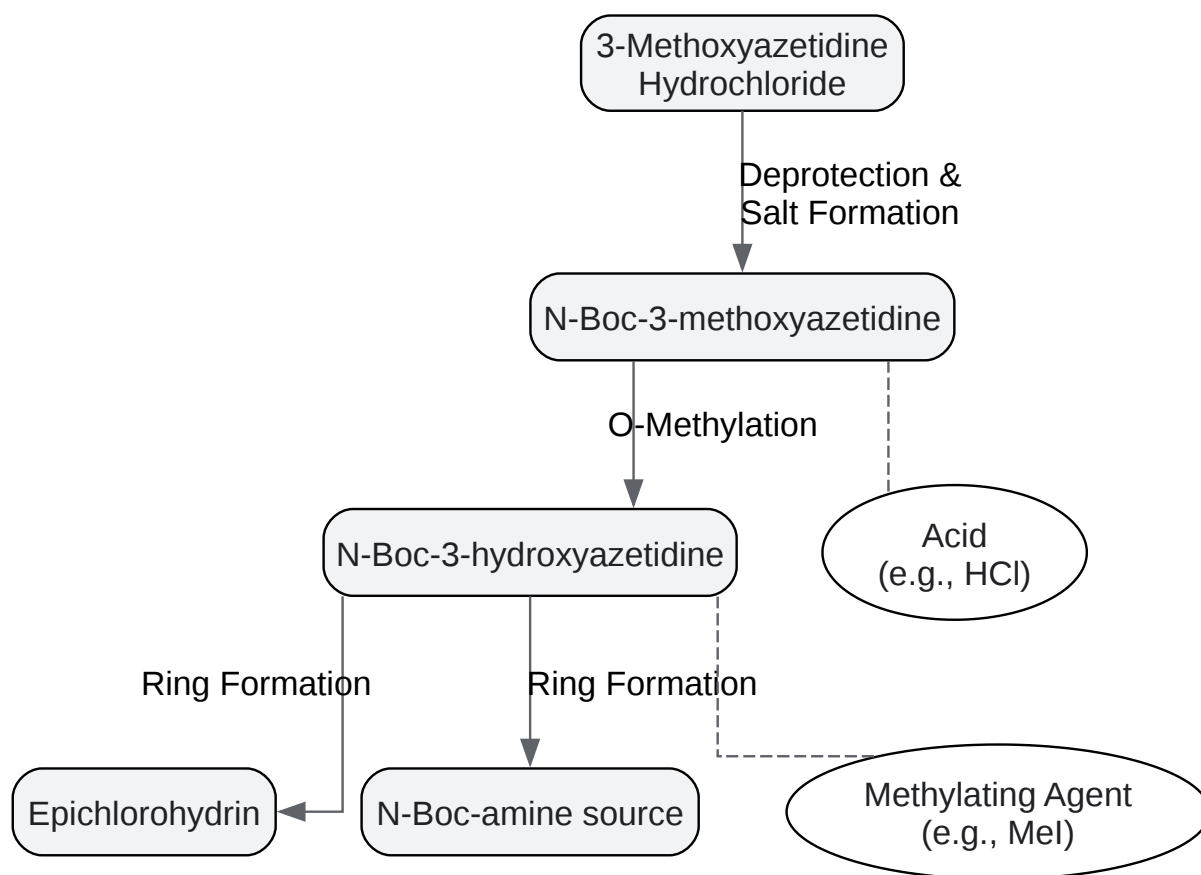 3-Methoxyazetidine
Hydrochloride
Deprotection &
Salt Formation
N-Boc-3-methoxyazetidine
O-Methylation
N-Boc-3-hydroxyazetidine
Acid
(e.g., HCl)
Ring Formation
Ring Formation
Epichlorohydrin
N-Boc-amine source
Methylating Agent
(e.g., MeI)